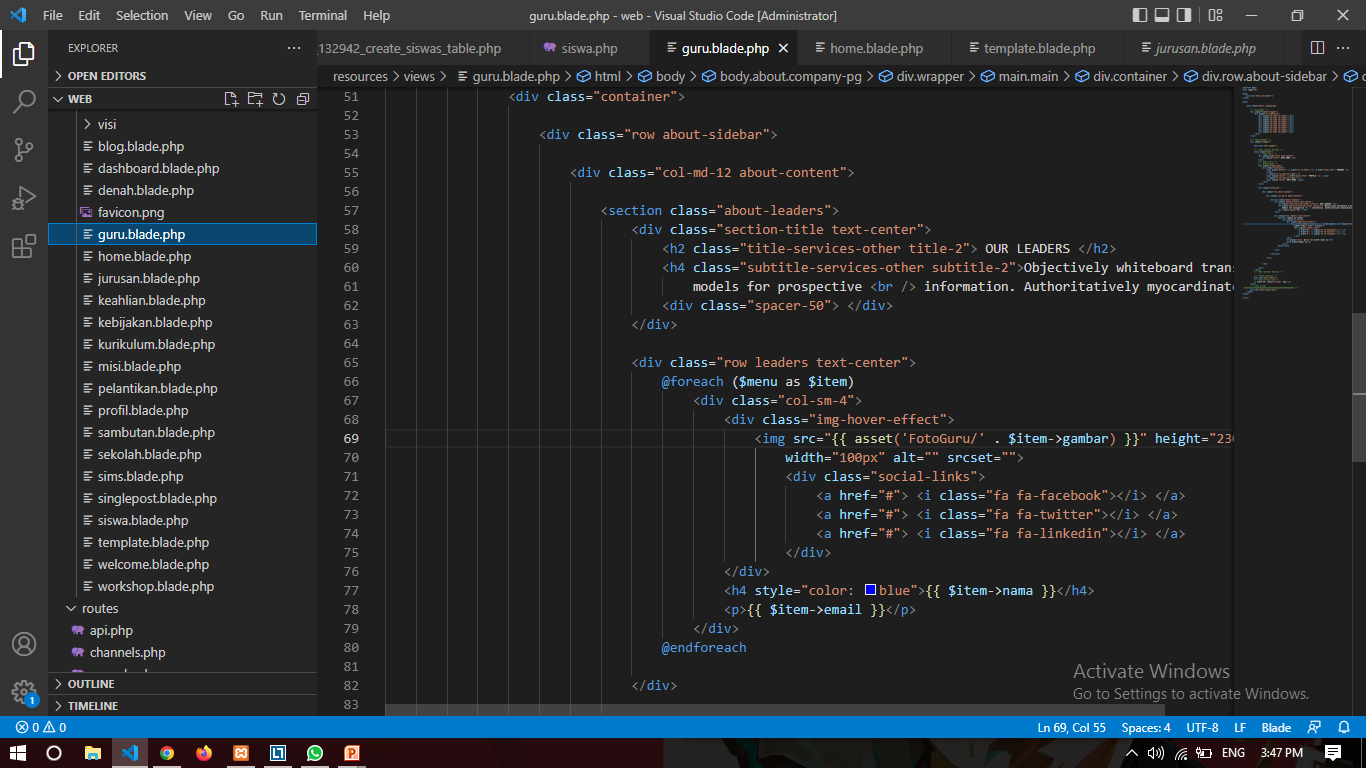 File Edit Selection View Go Run Terminal Help guru.blade.php - web - Visual Studio Code [Administrator]
EXPLORER
_132942_create_siswas_table.php siswa.php guru.blade.php home.blade.php template.blade.php jurusan.blade.php
OPEN EDITORS
resources > views > guru.blade.php > html > body > body.about.company-pg > div.wrapper > main.main > div.container > div.row.about-sidebar >
WEB
visi
blog.blade.php
dashboard.blade.php
denah.blade.php
favicon.png
guru.blade.php
home.blade.php
jurusan.blade.php
keahlian.blade.php
kebijakan.blade.php
kurikulum.blade.php
misi.blade.php
pelantikan.blade.php
profil.blade.php
sambutan.blade.php
sekolah.blade.php
sims.blade.php
singlepost.blade.php
siswa.blade.php
template.blade.php
welcome.blade.php
workshop.blade.php
routes
api.php
channels.php
OUTLINE
TIMELINE
51 <div class="container">
52
53 <div class="row about-sidebar">
54
55 <div class="col-md-12 about-content">
56
57 <section class="about-leaders">
58 <div class="section-title text-center">
59 <h2 class="title-services-other title-2"> OUR LEADERS </h2>
60 <h4 class="subtitle-services-other subtitle-2">Objectively whiteboard tran
61 models for prospective <br /> information. Authoritatively myocardinat
62 <div class="spacer-50"> </div>
63 </div>
64
65 <div class="row leaders text-center">
66 @foreach ($menu as $item)
67 <div class="col-sm-4">
68 <div class="img-hover-effect">
69 <img src="{{ asset('FotoGuru/' . $item->gambar) }}" height="230
70 width="100px" alt="" srcset="">
71 <div class="social-links">
72 <a href="#"> <i class="fa fa-facebook"></i> </a>
73 <a href="#"> <i class="fa fa-twitter"></i> </a>
74 <a href="#"> <i class="fa fa-linkedin"></i> </a>
75 </div>
76 </div>
77 <h4 style="color: blue">{{ $item->nama }}</h4>
78 <p>{{ $item->email }}</p>
79 </div>
80 @endforeach
81
82 </div>
83
Activate Windows
Go to Settings to activate Windows.
1
0 0 Ln 69, Col 55 Spaces: 4 UTF-8 LF Blade
ENG 3:47 PM